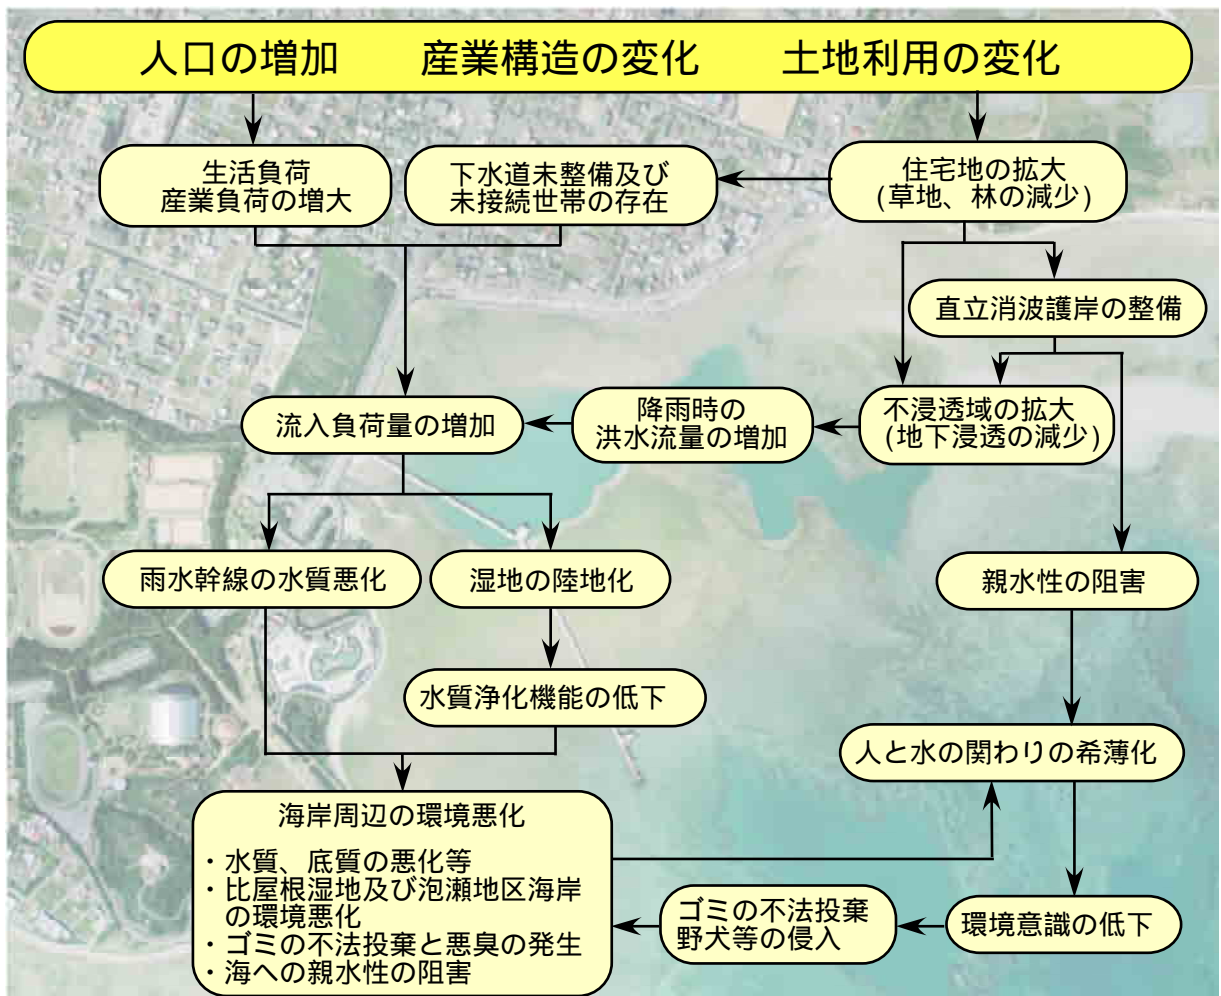 人口の増加　産業構造の変化　土地利用の変化
生活負荷
産業負荷の増大
下水道未整備及び
未接続世帯の存在
住宅地の拡大
(草地、林の減少)
直立消波護岸の整備
流入負荷量の増加
降雨時の
洪水流量の増加
不浸透域の拡大
(地下浸透の減少)
雨水幹線の水質悪化
湿地の陸地化
親水性の阻害
水質浄化機能の低下
人と水の関わりの希薄化
海岸周辺の環境悪化
・水質、底質の悪化等
・比屋根湿地及び泡瀬地区海岸
の環境悪化
・ゴミの不法投棄と悪臭の発生
・海への親水性の阻害
ゴミの不法投棄
野犬等の侵入
環境意識の低下